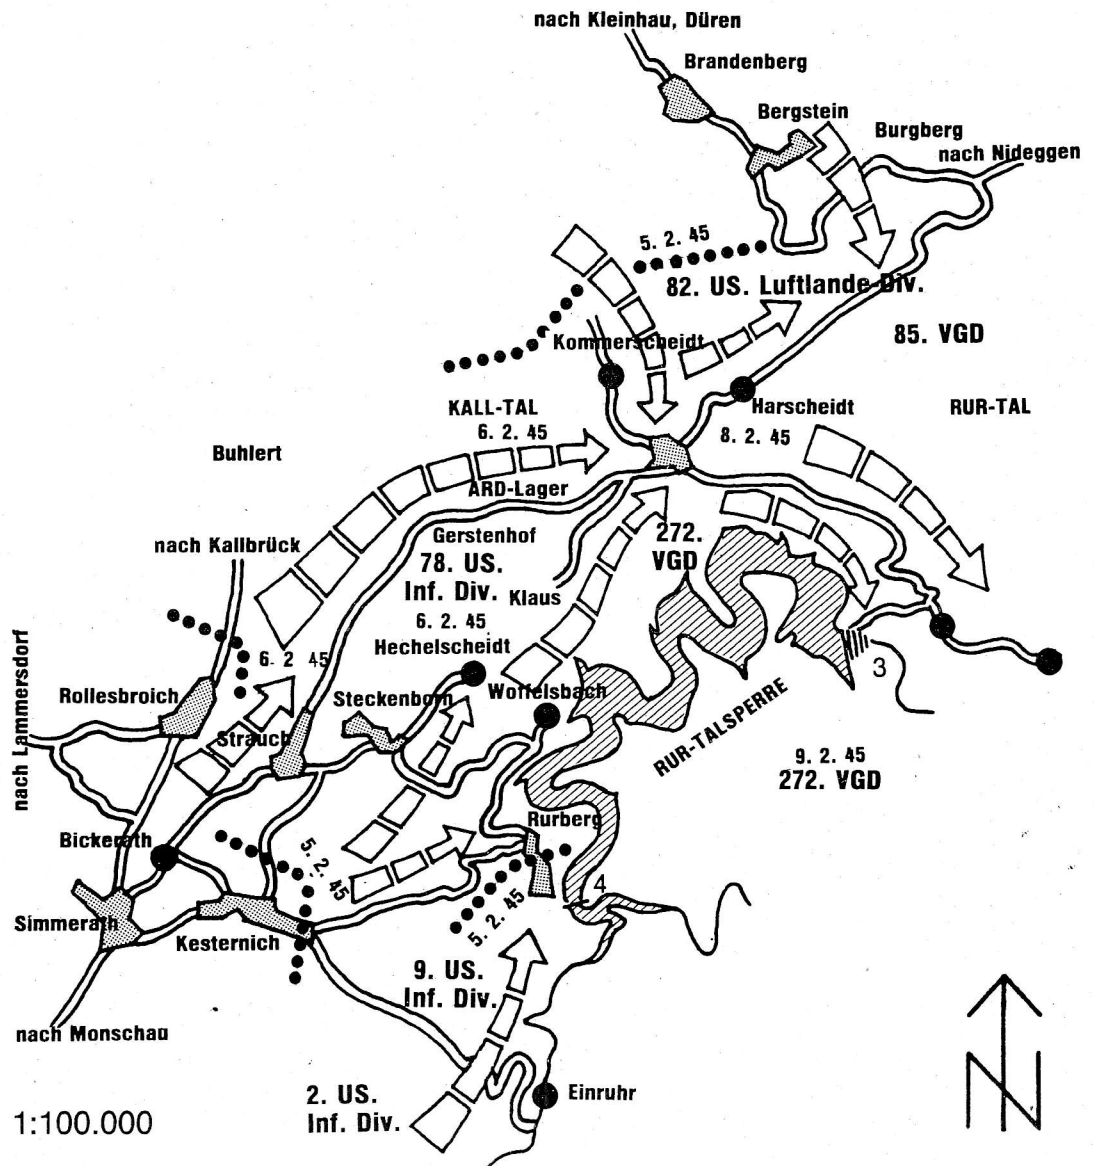 nach Kleinhau, Düren
Brandenberg
Bergstein
Burgberg
nach Nideggen
5. 2. 45
82. US. Luftlande-Div.
85. VGD
Kommerscheidt
KALL-TAL
6. 2. 45
Harscheidt
8. 2. 45
RUR-TAL
Buhlert
ARD-Lager
Gerstenhof
nach Kallbrück
272.
VGD
78. US.
Inf. Div.
Klaus
6. 2. 45
Hechelscheidt
6. 2 45
nach Lammersdorf
Rollesbroich
Steckenborn
Woffelsbach
3
Strauch
RUR-TALSPERRE
9. 2. 45
272. VGD
Bickerath
5. 2. 45
Rurberg
4
5. 2. 45
Simmerath
Kesternich
9. US.
Inf. Div.
nach Monschau
2. US.
Inf. Div.
Einruhr
1:100.000
N